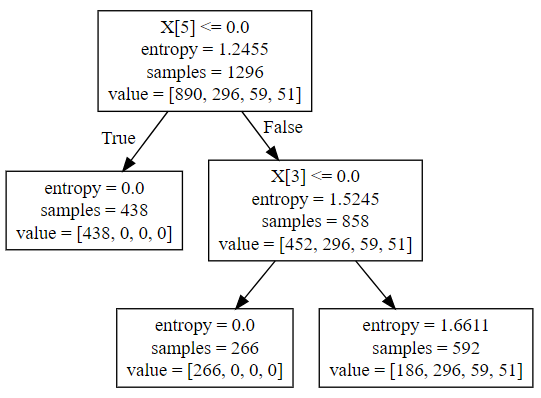 X[5] <= 0.0
entropy = 1.2455
samples = 1296
value = [890, 296, 59, 51]
True
False
entropy = 0.0
samples = 438
value = [438, 0, 0, 0]
X[3] <= 0.0
entropy = 1.5245
samples = 858
value = [452, 296, 59, 51]
entropy = 0.0
samples = 266
value = [266, 0, 0, 0]
entropy = 1.6611
samples = 592
value = [186, 296, 59, 51]